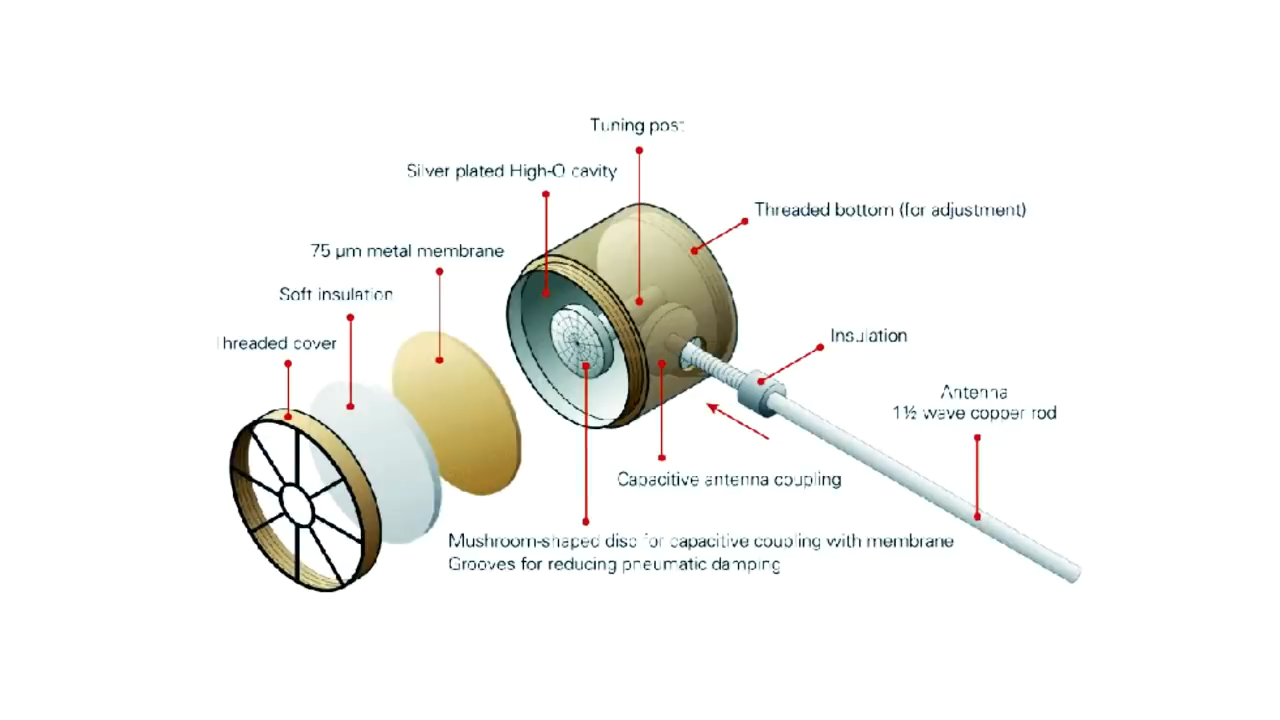 Tuning post
Silver plated High-Q cavity
Threaded bottom (for adjustment)
75 µm metal membrane
Soft insulation
Threaded cover
Insulation
Antenna
1½ wave copper rod
Capacitive antenna coupling
Mushroom-shaped disc for capacitive coupling with membrane
Grooves for reducing pneumatic damping